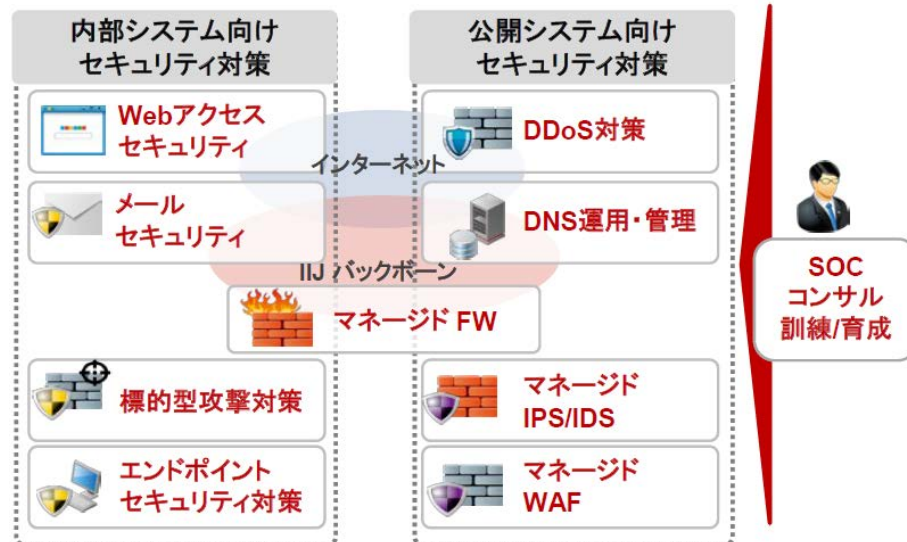 内部システム向け
セキュリティ対策
Webアクセス
セキュリティ
メール
セキュリティ
公開システム向け
セキュリティ対策
DDoS対策
DNS運用・管理
インターネット
IIJ バックボーン
マネージド FW
標的型攻撃対策
エンドポイント
セキュリティ対策
マネージド
IPS/IDS
マネージド
WAF
SOC
コンサル
訓練/育成